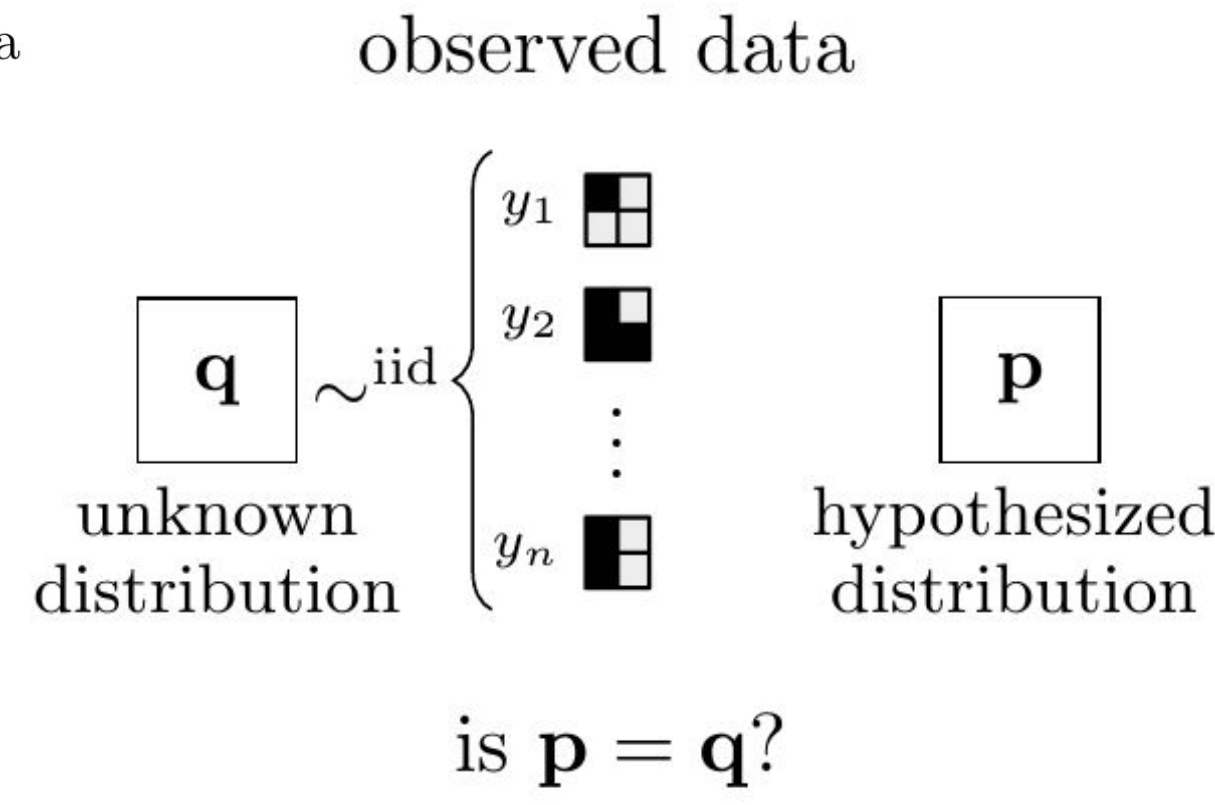 a
observed data
y₁
y₂
⋮
yₙ
q ∼ⁱⁱᵈ {
unknown
distribution
p
hypothesized
distribution
is p = q?